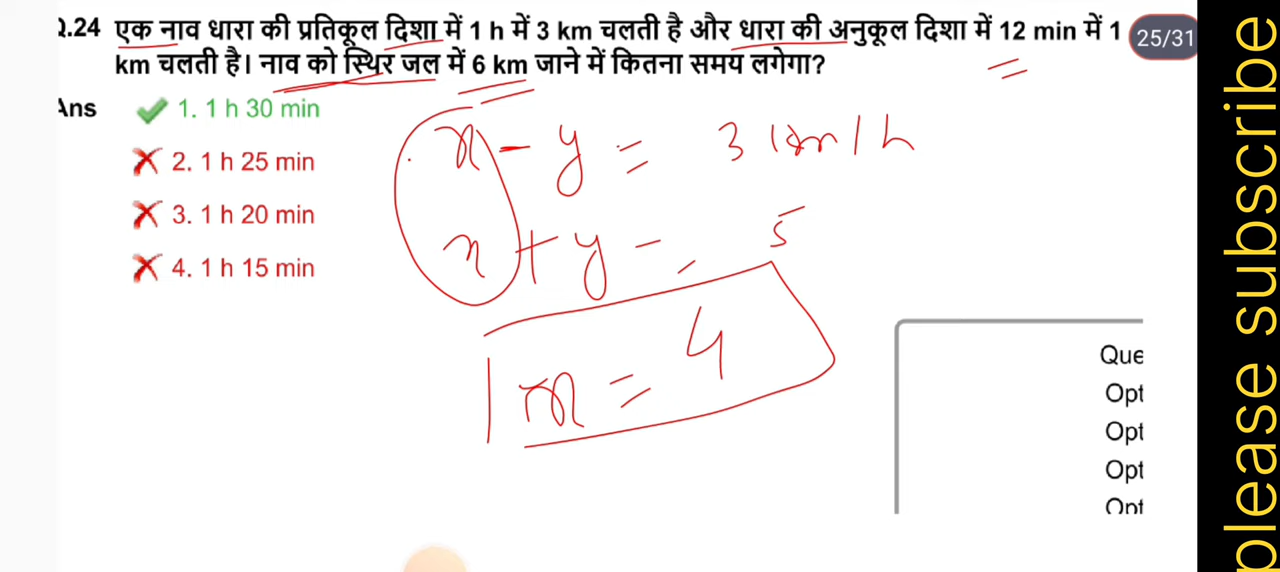 Q.24 एक नाव धारा की प्रतिकूल दिशा में 1 h में 3 km चलती है और धारा की अनुकूल दिशा में 12 min में 1
25/31
km चलती है। नाव को स्थिर जल में 6 km जाने में कितना समय लगेगा?
Ans
1. 1 h 30 min
2. 1 h 25 min
3. 1 h 20 min
4. 1 h 15 min
x - y = 3 km/h
x + y = 5
x = 4
Que
Opt
Opt
Opt
Opt
please subscribe